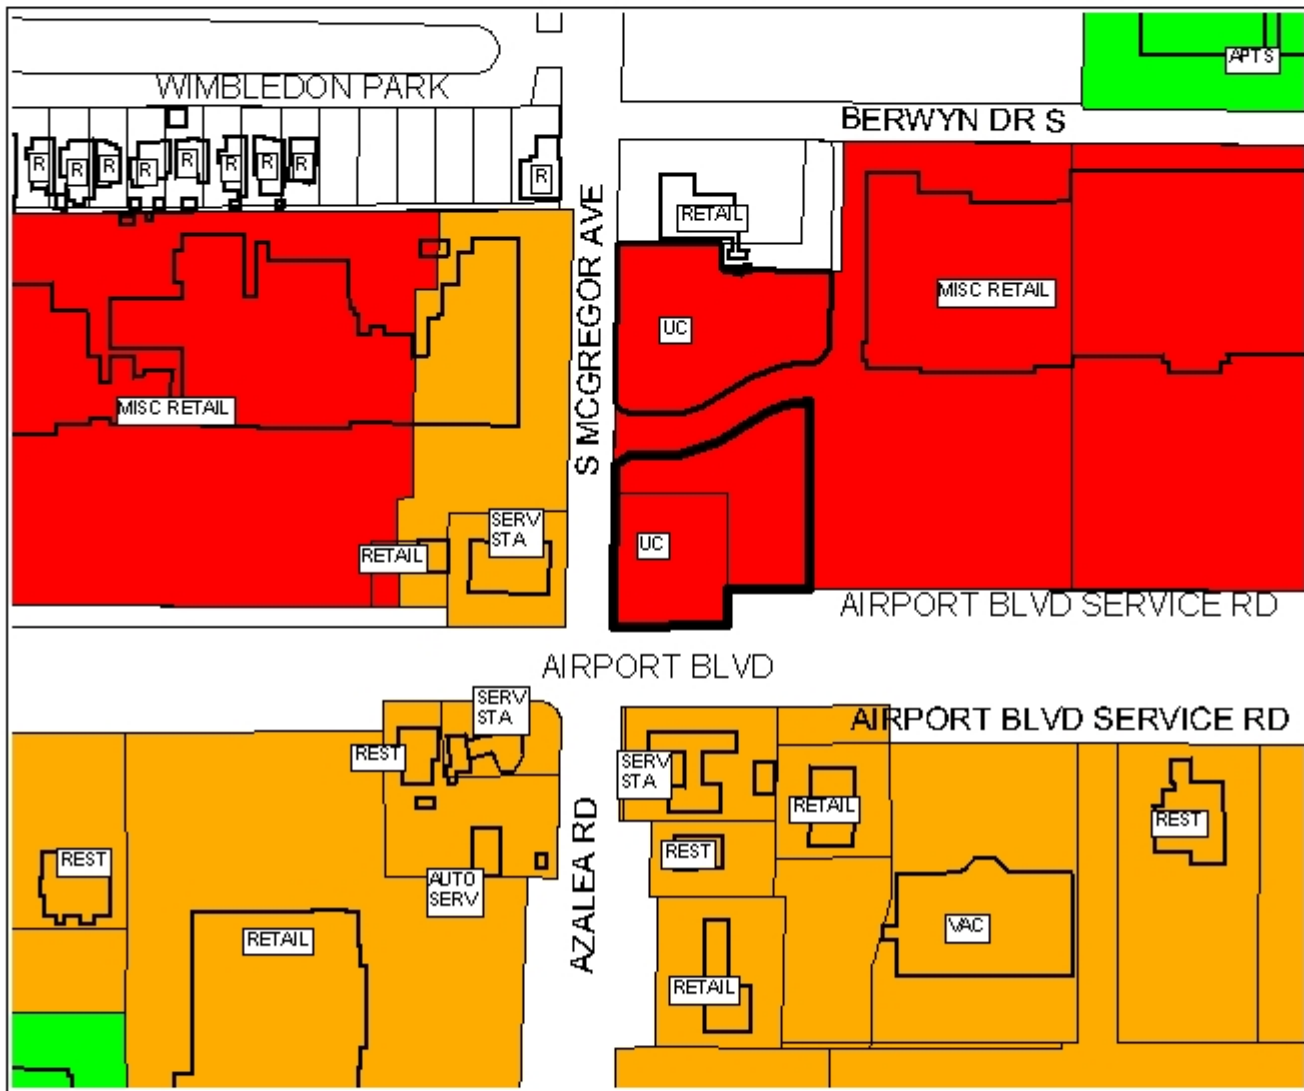 APTS
WIMBLEDON PARK
BERWYN DR S
R
R
R
R
R
R
R
R
R
RETAIL
S MCGREGOR AVE
MISC RETAIL
UC
MISC RETAIL
SERV
STA
RETAIL
UC
AIRPORT BLVD SERVICE RD
AIRPORT BLVD
SERV
STA
AIRPORT BLVD SERVICE RD
REST
SERV
STA
RETAIL
REST
REST
REST
AZALEA RD
AUTO
SERV
RETAIL
VAC
RETAIL